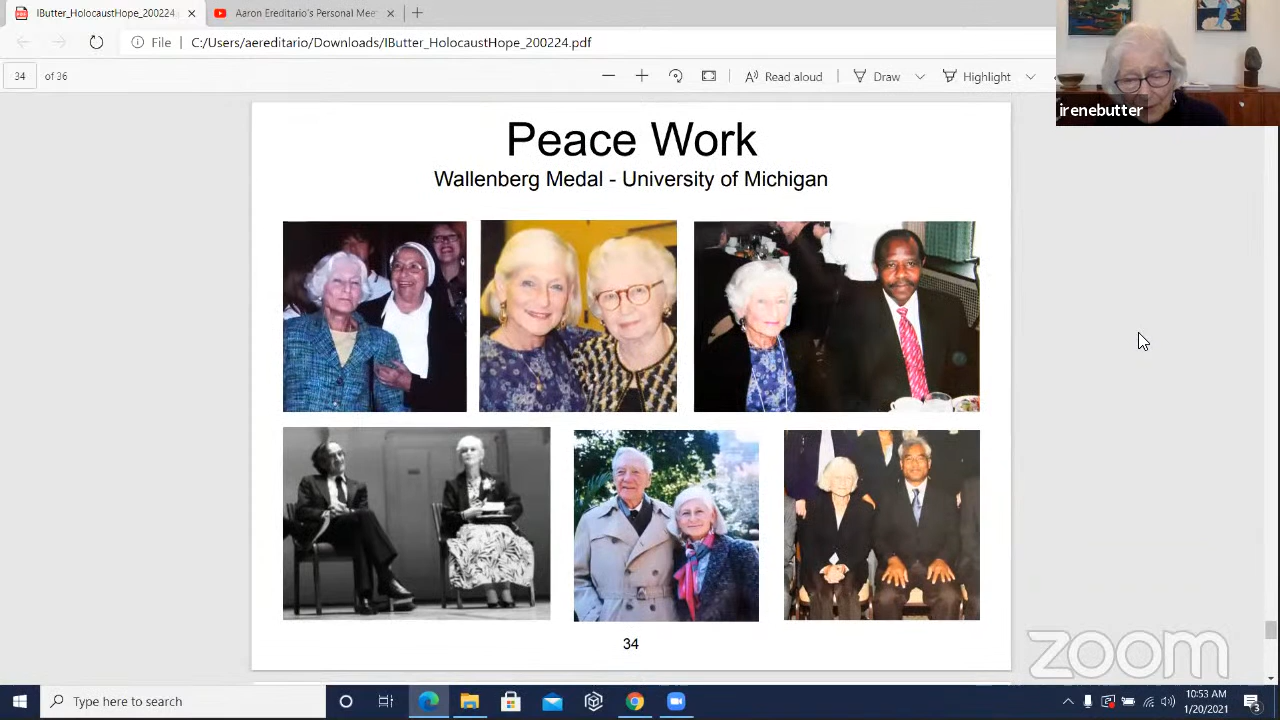 IButter_HolocaustHope_200224
Aaron Ereditario's Personal Mee
File
C:/Users/aereditario/Downloads/IButter_HolocaustHope_200224.pdf
34 of 36
Read aloud
Draw
Highlight
irenebutter
Peace Work
Wallenberg Medal - University of Michigan
34
zoom
Type here to search
10:53 AM
1/20/2021
3